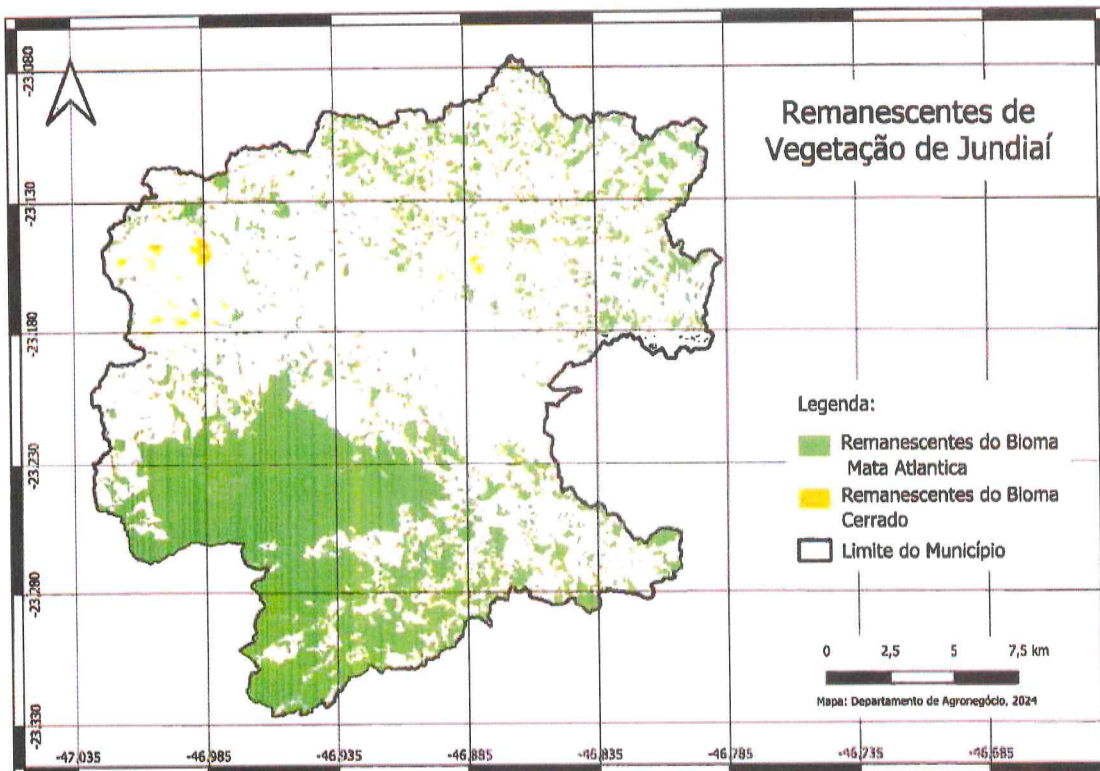 Remanescentes de
Vegetação de Jundiaí
-23.080
-23.130
-23.180
-23.230
-23.280
-23.330
Legenda:
Remanescentes do Bioma
Mata Atlantica
Remanescentes do Bioma
Cerrado
Limite do Município
0 2,5 5 7,5 km
Mapa: Departamento de Agronegócio, 2024
-47.035 -46.985 -46.935 -46.885 -46.835 -46.785 -46.735 -46.685